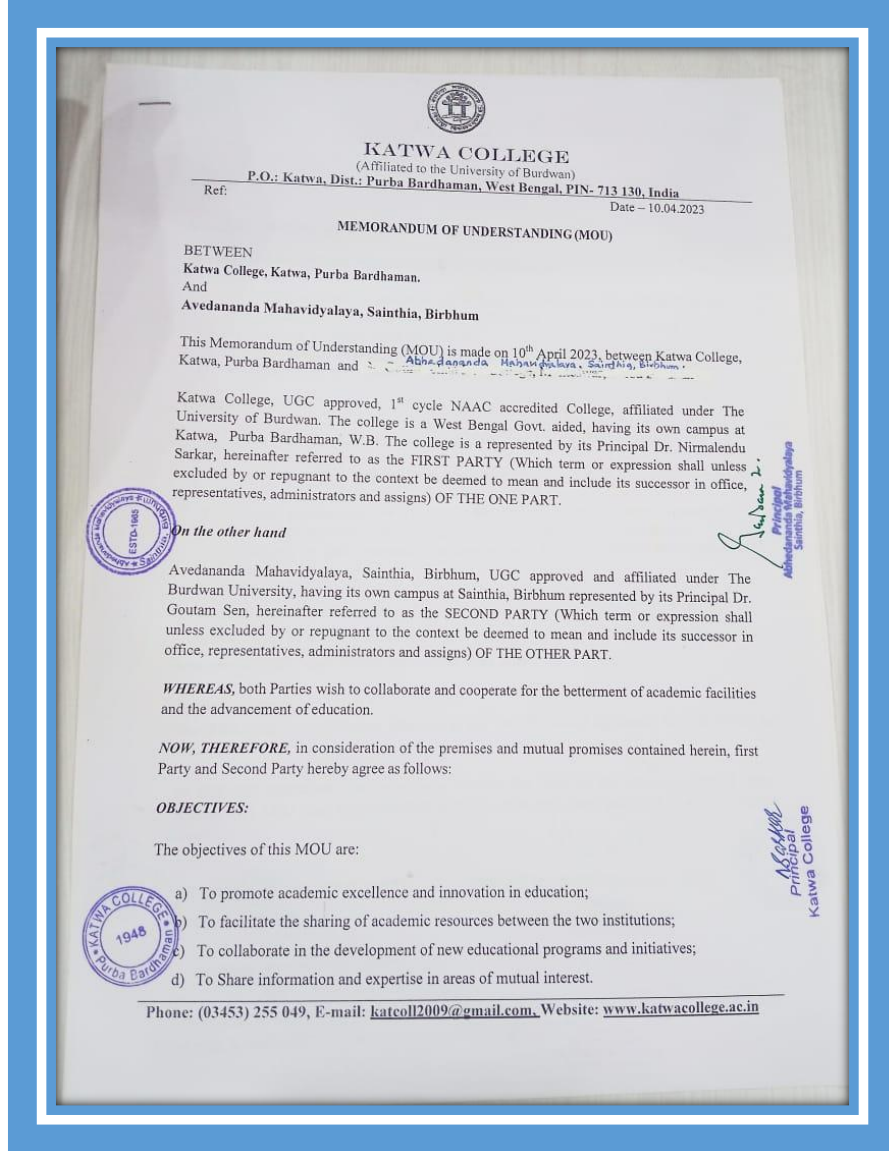 KATWA COLLEGE
(Affiliated to the University of Burdwan)
P.O.: Katwa, Dist.: Purba Bardhaman, West Bengal, PIN- 713 130, India
Ref:
Date – 10.04.2023
MEMORANDUM OF UNDERSTANDING (MOU)
BETWEEN
Katwa College, Katwa, Purba Bardhaman.
And
Avedananda Mahavidyalaya, Sainthia, Birbhum
This Memorandum of Understanding (MOU) is made on 10th April 2023, between Katwa College,
Katwa, Purba Bardhaman and Abhedananda Mahavidyalaya, Sainthia, Birbhum.
Katwa College, UGC approved, 1st cycle NAAC accredited College, affiliated under The
University of Burdwan. The college is a West Bengal Govt. aided, having its own campus at
Katwa, Purba Bardhaman, W.B. The college is a represented by its Principal Dr. Nirmalendu
Sarkar, hereinafter referred to as the FIRST PARTY (Which term or expression shall unless
excluded by or repugnant to the context be deemed to mean and include its successor in office,
representatives, administrators and assigns) OF THE ONE PART.
Principal
Abhedananda Mahavidyalaya
Sainthia, Birbhum
ESTD-1965
On the other hand
Avedananda Mahavidyalaya, Sainthia, Birbhum, UGC approved and affiliated under The
Burdwan University, having its own campus at Sainthia, Birbhum represented by its Principal Dr.
Goutam Sen, hereinafter referred to as the SECOND PARTY (Which term or expression shall
unless excluded by or repugnant to the context be deemed to mean and include its successor in
office, representatives, administrators and assigns) OF THE OTHER PART.
WHEREAS, both Parties wish to collaborate and cooperate for the betterment of academic facilities
and the advancement of education.
NOW, THEREFORE, in consideration of the premises and mutual promises contained herein, first
Party and Second Party hereby agree as follows:
OBJECTIVES:
The objectives of this MOU are:
Principal
Katwa College
a) To promote academic excellence and innovation in education;
b) To facilitate the sharing of academic resources between the two institutions;
c) To collaborate in the development of new educational programs and initiatives;
d) To Share information and expertise in areas of mutual interest.
KATWA COLLEGE
1948
Purba Bardhaman
Phone: (03453) 255 049, E-mail: katcoll2009@gmail.com, Website: www.katwacollege.ac.in